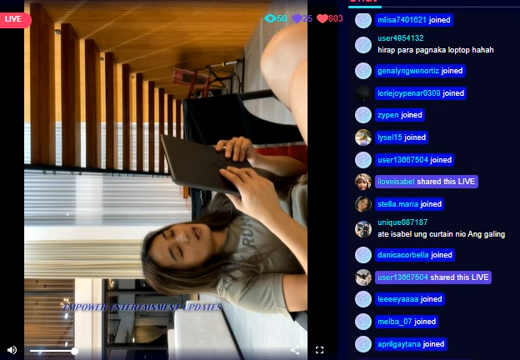 LIVE
50 25 803
Chat
mlisa7401621 joined
user4954132
hirap para pagnaka loptop hahah
genalyngwenortiz joined
loriejoypenar0309 joined
zypen joined
lysel15 joined
user13667504 joined
iloveisabel shared this LIVE
stella.maria joined
unique087187
ate isabel ung curtain nio Ang galing
danicacorbella joined
user13667504 shared this LIVE
leeeeyaaaa joined
melba_07 joined
aprilgaytana joined
EMPOWER ENTERTAINMENT UPDATES